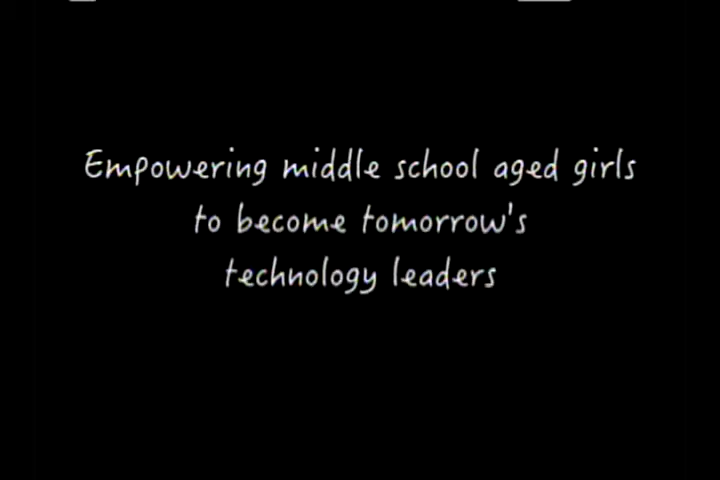 Empowering middle school aged girls
to become tomorrow's
technology leaders